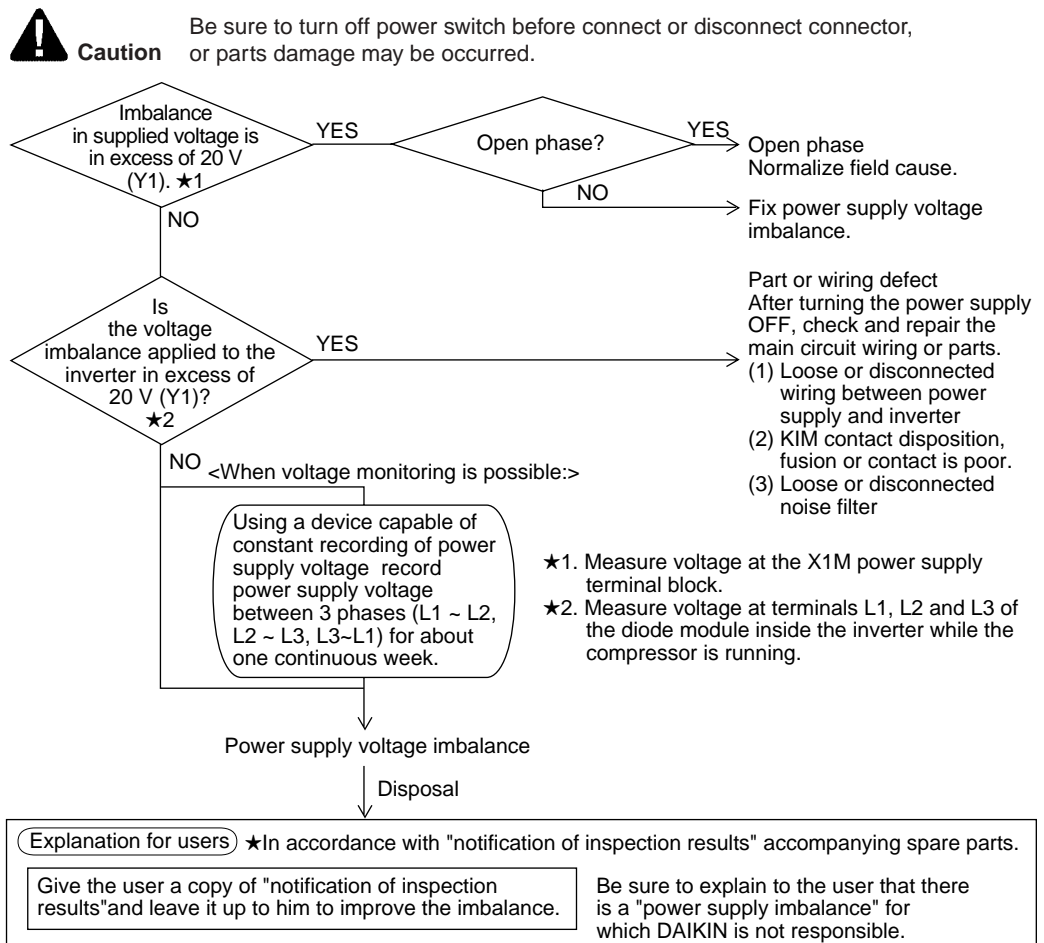 Be sure to turn off power switch before connect or disconnect connector,
Caution
or parts damage may be occurred.
Imbalance
in supplied voltage is
in excess of 20 V
(Y1). ★1
YES
Open phase?
YES
Open phase
Normalize field cause.
NO
Fix power supply voltage
imbalance.
NO
Is
the voltage
imbalance applied to the
inverter in excess of
20 V (Y1)?
★2
YES
Part or wiring defect
After turning the power supply
OFF, check and repair the
main circuit wiring or parts.
(1) Loose or disconnected
wiring between power
supply and inverter
(2) KIM contact disposition,
fusion or contact is poor.
(3) Loose or disconnected
noise filter
NO
<When voltage monitoring is possible:>
Using a device capable of
constant recording of power
supply voltage record
power supply voltage
between 3 phases (L1 ~ L2,
L2 ~ L3, L3~L1) for about
one continuous week.
★1. Measure voltage at the X1M power supply
terminal block.
★2. Measure voltage at terminals L1, L2 and L3 of
the diode module inside the inverter while the
compressor is running.
Power supply voltage imbalance
Disposal
Explanation for users ★In accordance with "notification of inspection results" accompanying spare parts.
Give the user a copy of "notification of inspection
results"and leave it up to him to improve the imbalance.
Be sure to explain to the user that there
is a "power supply imbalance" for
which DAIKIN is not responsible.